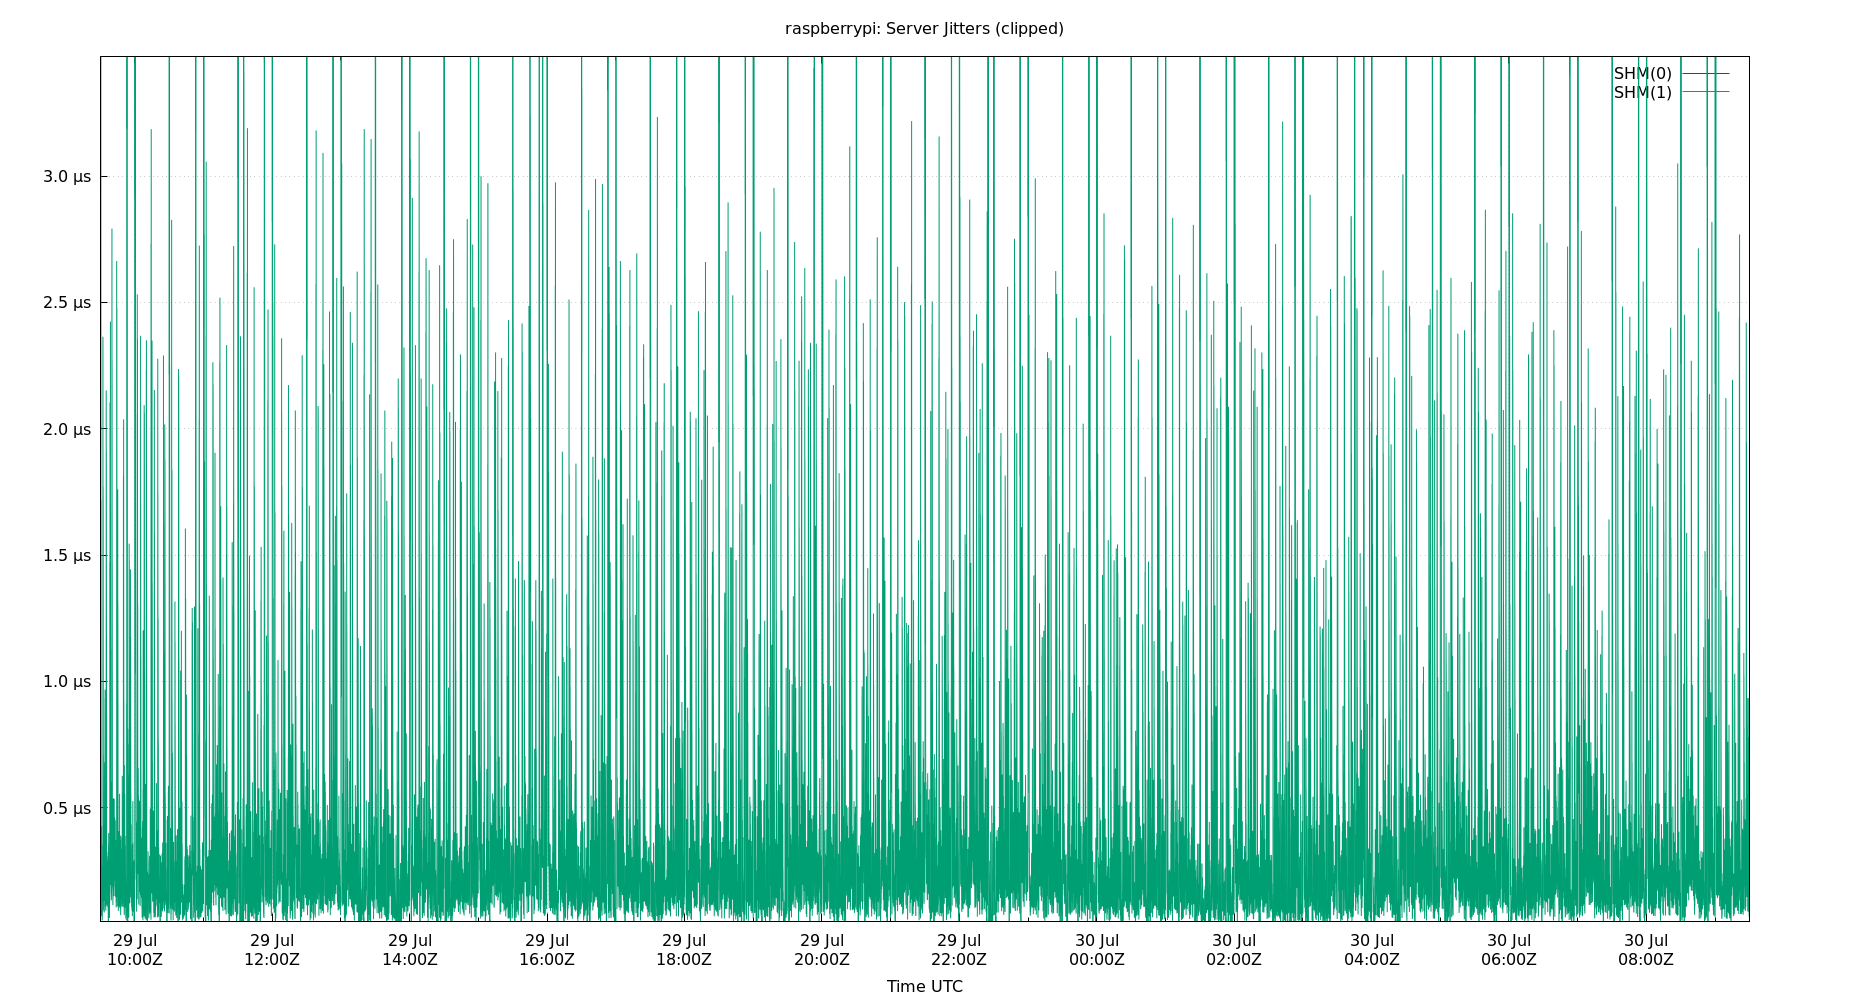 raspberrypi: Server Jitters (clipped)
SHM(0)
SHM(1)
3.0 µs
2.5 µs
2.0 µs
1.5 µs
1.0 µs
0.5 µs
29 Jul 29 Jul 29 Jul 29 Jul 29 Jul 29 Jul 29 Jul 30 Jul 30 Jul 30 Jul 30 Jul 30 Jul
10:00Z 12:00Z 14:00Z 16:00Z 18:00Z 20:00Z 22:00Z 00:00Z 02:00Z 04:00Z 06:00Z 08:00Z
Time UTC